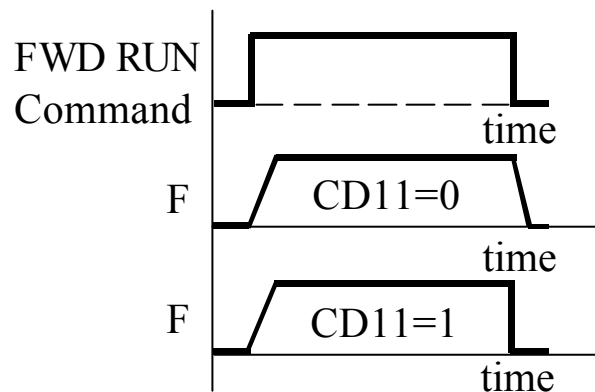 FWD RUN
Command
time
F
CD11=0
time
F
CD11=1
time